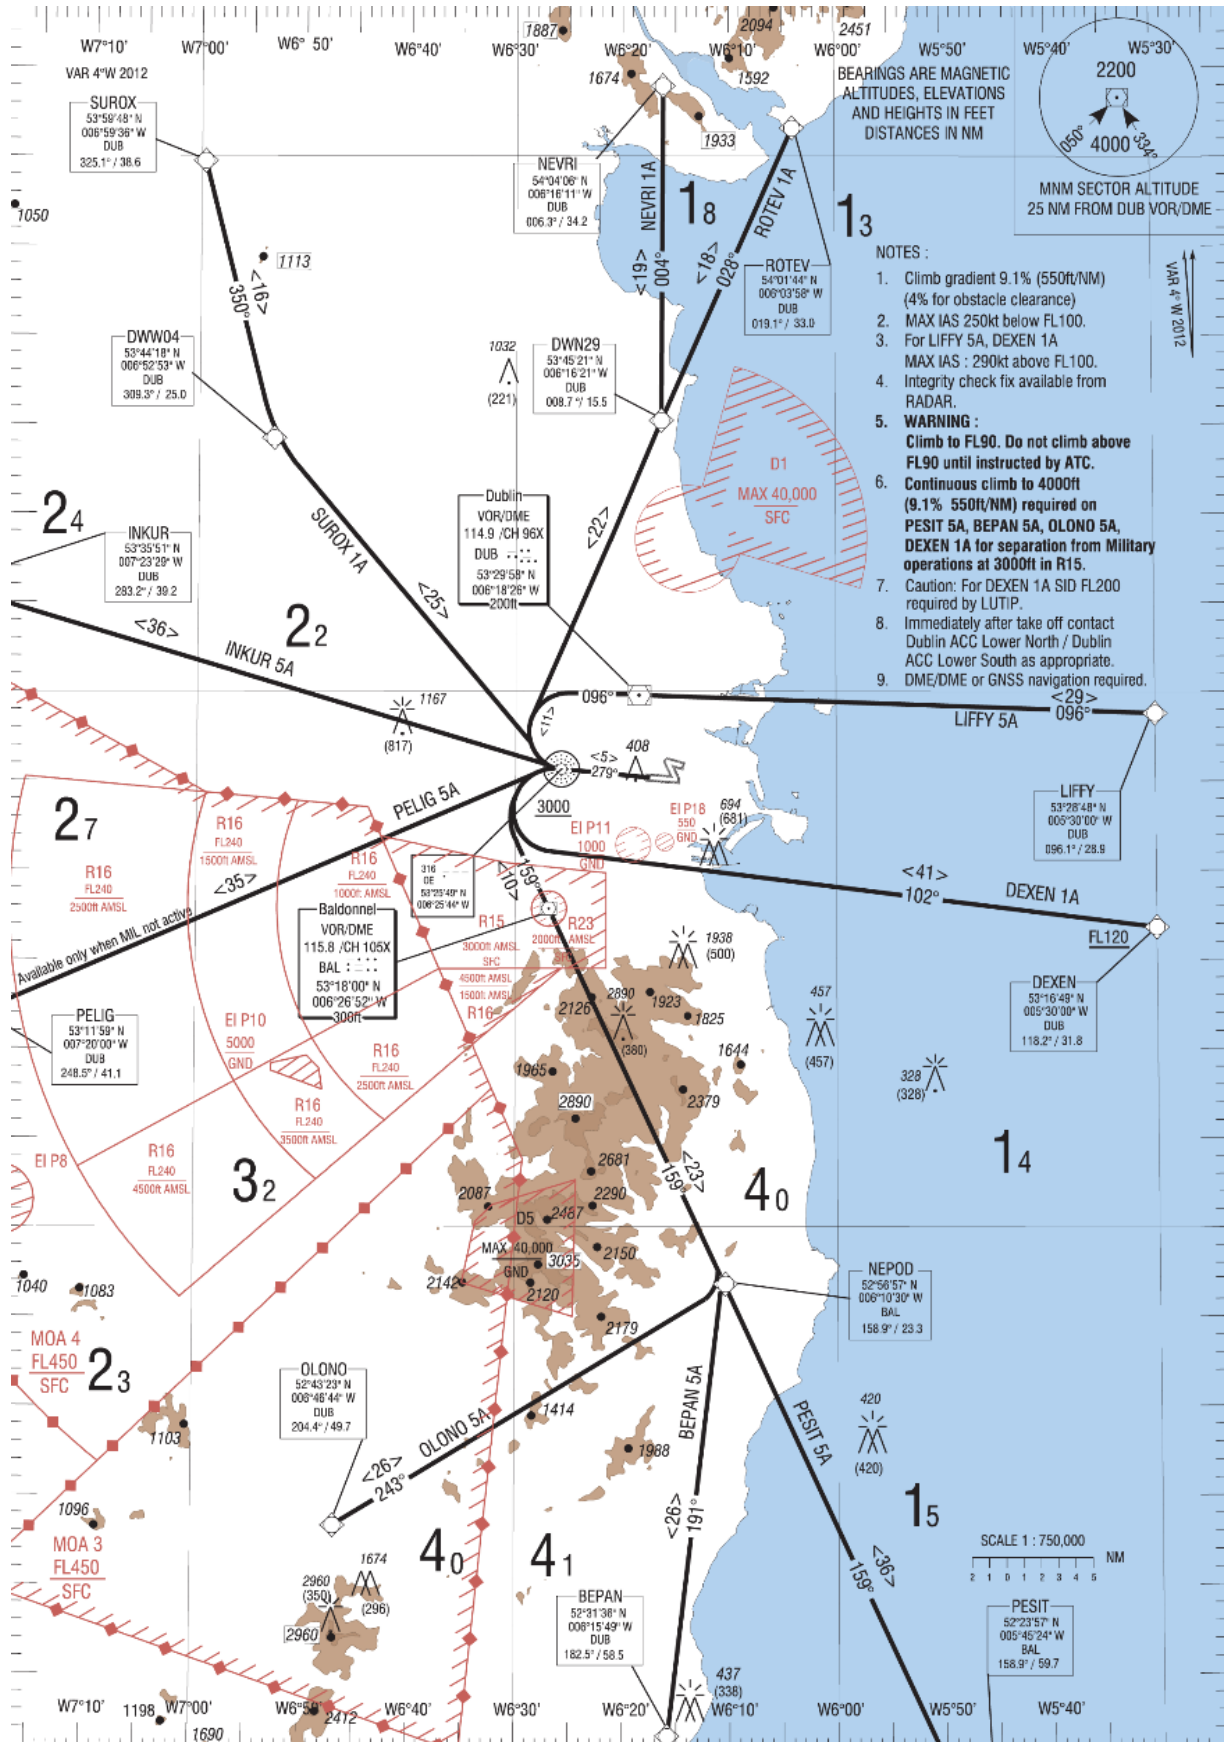 W7°10'
W7°00'
W6°50'
W6°40'
W6°30'
W6°20'
W6°10'
W6°00'
W5°50'
W5°40'
W5°30'
1887
2094
2451
1674
1592
1933
VAR 4°W 2012
BEARINGS ARE MAGNETIC
ALTITUDES, ELEVATIONS
AND HEIGHTS IN FEET
DISTANCES IN NM
2200
4000
050°
334°
MNM SECTOR ALTITUDE
25 NM FROM DUB VOR/DME
SUROX
53°59'48" N
006°59'36" W
DUB
325.1° / 38.6
NEVRI
54°04'06" N
006°16'11" W
DUB
006.3° / 34.2
ROTEV
54°01'44" N
006°03'58" W
DUB
019.1° / 33.0
1050
1113
<16>
350°
NEVRI 1A
<19>
004°
ROTEV 1A
<18>
028°
18
13
VAR 4° W 2012
NOTES :
1. Climb gradient 9.1% (550ft/NM)
(4% for obstacle clearance)
2. MAX IAS 250kt below FL100.
3. For LIFFY 5A, DEXEN 1A
MAX IAS : 290kt above FL100.
4. Integrity check fix available from
RADAR.
5. WARNING :
Climb to FL90. Do not climb above
FL90 until instructed by ATC.
6. Continuous climb to 4000ft
(9.1% 550ft/NM) required on
PESIT 5A, BEPAN 5A, OLONO 5A,
DEXEN 1A for separation from Military
operations at 3000ft in R15.
7. Caution: For DEXEN 1A SID FL200
required by LUTIP.
8. Immediately after take off contact
Dublin ACC Lower North / Dublin
ACC Lower South as appropriate.
9. DME/DME or GNSS navigation required.
DWW04
53°44'18" N
006°52'53" W
DUB
309.3° / 25.0
1032
(221)
DWN29
53°45'21" N
006°16'21" W
DUB
008.7° / 15.5
D1
MAX 40,000
SFC
24
INKUR
53°35'51" N
007°23'29" W
DUB
283.2° / 39.2
SUROX 1A
<25>
Dublin
VOR/DME
114.9 /CH 96X
DUB
53°29'58" N
006°18'26" W
200ft
<22>
<36>
INKUR 5A
22
1167
(817)
096°
<11>
<29>
096°
LIFFY 5A
<5>
279°
408
3000
LIFFY
53°28'48" N
005°30'00" W
DUB
096.1° / 28.9
27
PELIG 5A
<35>
Available only when MIL not active
R16
FL240
2500ft AMSL
R16
FL240
1500ft AMSL
R16
FL240
1000ft AMSL
EI P11
1000
GND
EI P18
550
GND
694
(681)
316
OE
53°25'49" N
006°25'44" W
159°
<10>
<41>
102°
DEXEN 1A
FL120
Baldonnel
VOR/DME
115.8 /CH 105X
BAL
53°18'00" N
006°26'52" W
300ft
R15
3000ft AMSL
SFC
R23
2000ft AMSL
SFC
4500ft AMSL
1500ft AMSL
R16
1938
(500)
2890
(380)
2126
1923
1825
1644
457
(457)
328
(328)
DEXEN
53°16'49" N
005°30'00" W
DUB
118.2° / 31.8
PELIG
53°11'59" N
007°20'00" W
DUB
248.5° / 41.1
EI P10
5000
GND
R16
FL240
2500ft AMSL
R16
FL240
3500ft AMSL
R16
FL240
4500ft AMSL
EI P8
32
1965
2379
2890
2681
2290
2087
2487
D5
MAX 40,000
GND
2150
3035
2142
2120
2179
<23>
159°
40
14
1040
1083
NEPOD
52°56'57" N
006°10'30" W
BAL
158.9° / 23.3
MOA 4
FL450
SFC
23
1103
OLONO
52°43'23" N
006°46'44" W
DUB
204.4° / 49.7
OLONO 5A
<26>
243°
1414
1988
BEPAN 5A
<26>
191°
PESIT 5A
<36>
159°
420
(420)
15
1096
MOA 3
FL450
SFC
40
41
1674
(296)
2960
(350)
2960
SCALE 1 : 750,000
NM
2 1 0 1 2 3 4 5
BEPAN
52°31'36" N
006°15'49" W
DUB
182.5° / 58.5
PESIT
52°23'57" N
005°45'24" W
BAL
158.9° / 59.7
437
(338)
1198
1690
2412
W7°10'
W7°00'
W6°50'
W6°40'
W6°30'
W6°20'
W6°10'
W6°00'
W5°50'
W5°40'